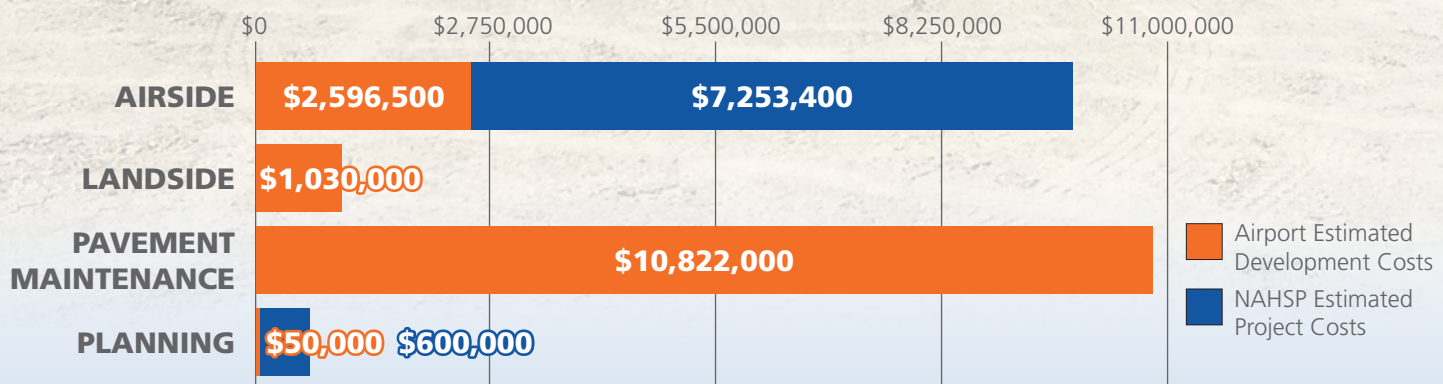 $0 $2,750,000 $5,500,000 $8,250,000 $11,000,000
AIRSIDE $2,596,500 $7,253,400
LANDSIDE $1,030,000
PAVEMENT
MAINTENANCE $10,822,000
PLANNING $50,000 $600,000
Airport Estimated
Development Costs
NAHSP Estimated
Project Costs